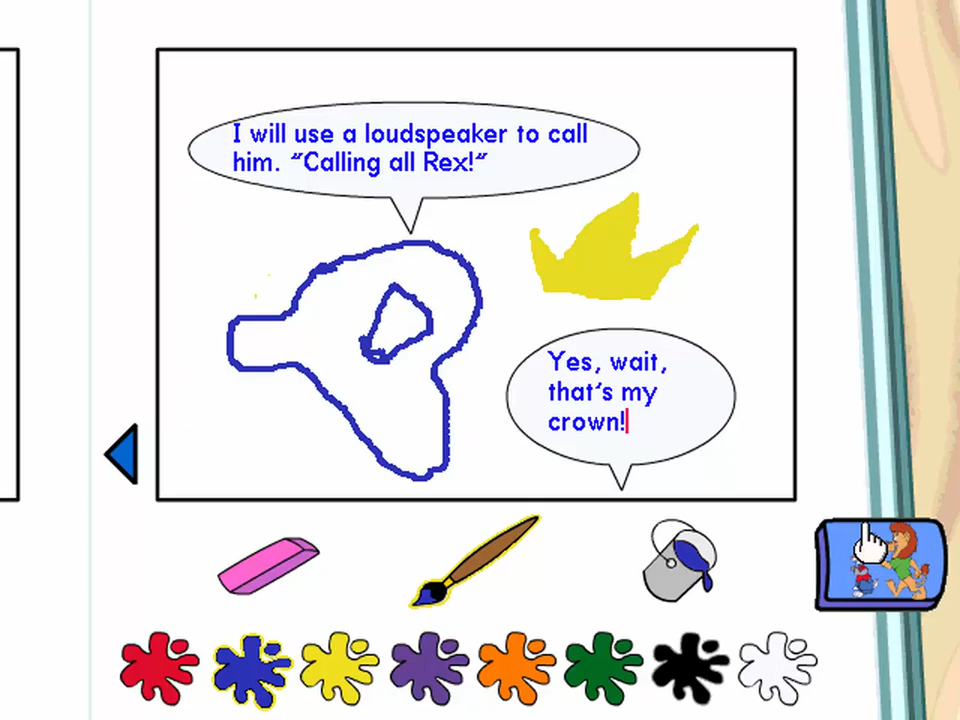 I will use a loudspeaker to call
him. "Calling all Rex!"
Yes, wait,
that's my
crown!